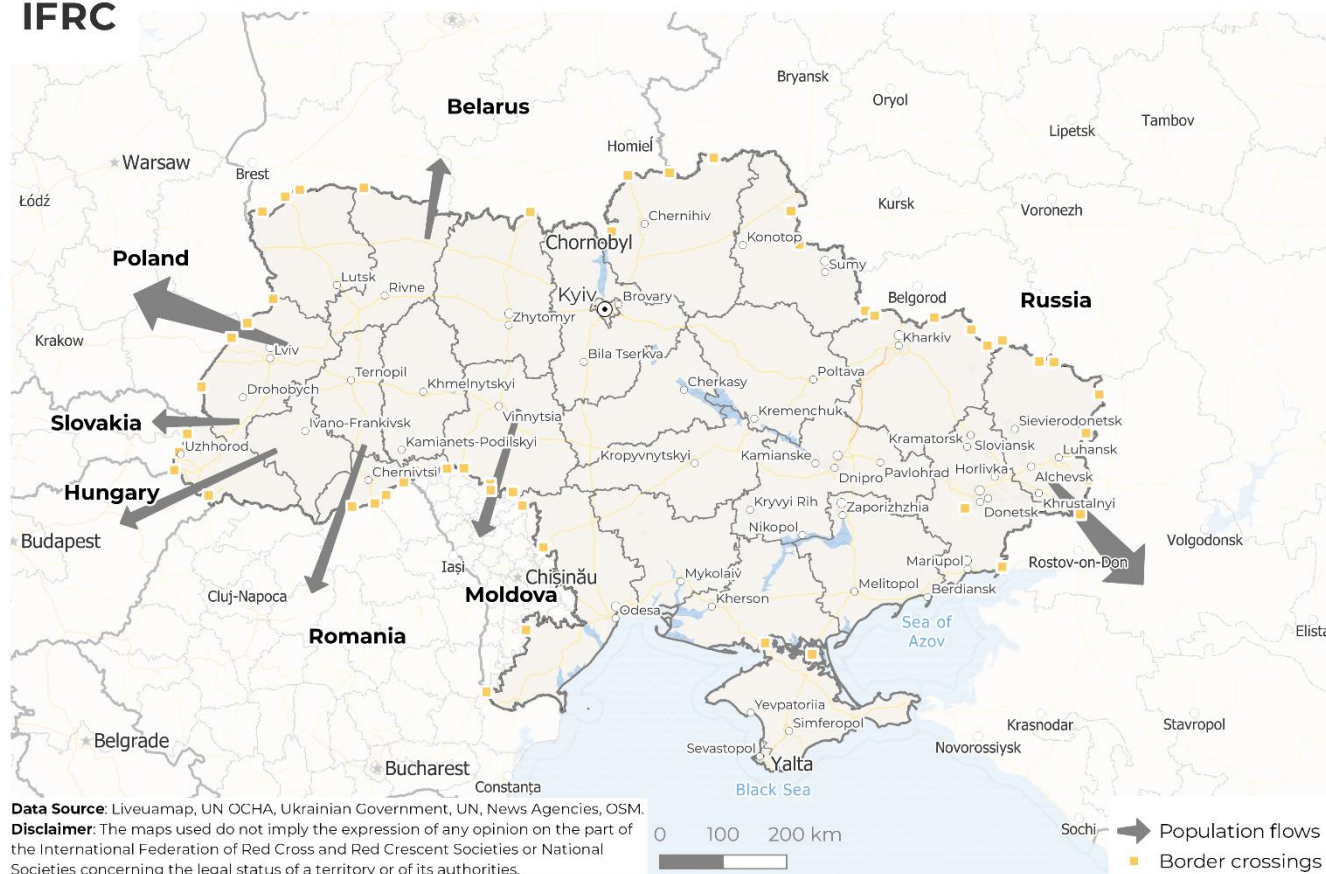 IFRC
Bryansk
Oryol
Belarus
Lipetsk
Tambov
Homieĺ
Warsaw
Brest
Łódź
Kursk
Voronezh
Chernihiv
Konotop
Chornobyl
Poland
Sumy
Lutsk
Rivne
Kyiv
Brovary
Belgorod
Russia
Zhytomyr
Krakow
Lviv
Kharkiv
Bila Tserkva
Ternopil
Poltava
Drohobych
Khmelnytskyi
Cherkasy
Vinnytsia
Kremenchuk
Slovakia
Ivano-Frankivsk
Sievierodonetsk
Uzhhorod
Kamianets-Podilskyi
Kramatorsk
Sloviansk
Luhansk
Kropyvnytskyi
Kamianske
Horlivka
Chernivtsi
Dnipro
Pavlohrad
Alchevsk
Hungary
Kryvyi Rih
Zaporizhzhia
Donetsk
Khrustalnyi
Nikopol
Budapest
Volgodonsk
Iași
Chișinău
Mariupol
Rostov-on-Don
Mykolaiv
Melitopol
Cluj-Napoca
Moldova
Kherson
Berdiansk
Odesa
Romania
Sea of
Azov
Elista
Yevpatoriia
Simferopol
Krasnodar
Stavropol
Belgrade
Sevastopol
Novorossiysk
Bucharest
Yalta
Black Sea
Constanța
Data Source: Liveuamap, UN OCHA, Ukrainian Government, UN, News Agencies, OSM.
Disclaimer: The maps used do not imply the expression of any opinion on the part of
the International Federation of Red Cross and Red Crescent Societies or National
Societies concerning the legal status of a territory or of its authorities.
0 100 200 km
Sochi
Population flows
Border crossings